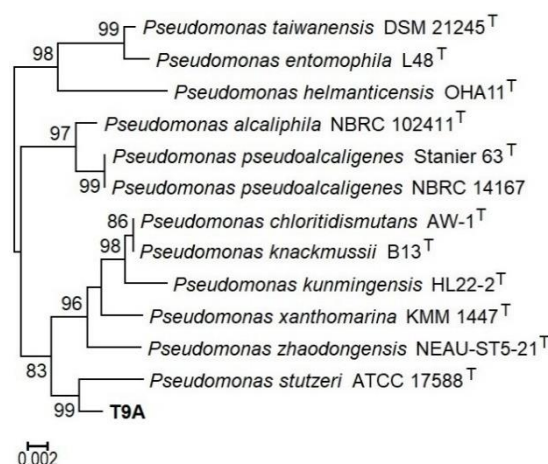 99 Pseudomonas taiwanensis DSM 21245T
Pseudomonas entomophila L48T
98
Pseudomonas helmanticensis OHA11T
97 Pseudomonas alcaliphila NBRC 102411T
Pseudomonas pseudoalcaligenes Stanier 63T
99 Pseudomonas pseudoalcaligenes NBRC 14167
86 Pseudomonas chloritidismutans AW-1T
98 Pseudomonas knackmussii B13T
Pseudomonas kunmingensis HL22-2T
96 Pseudomonas xanthomarina KMM 1447T
Pseudomonas zhaodongensis NEAU-ST5-21T
83 Pseudomonas stutzeri ATCC 17588T
99 T9A
0.002